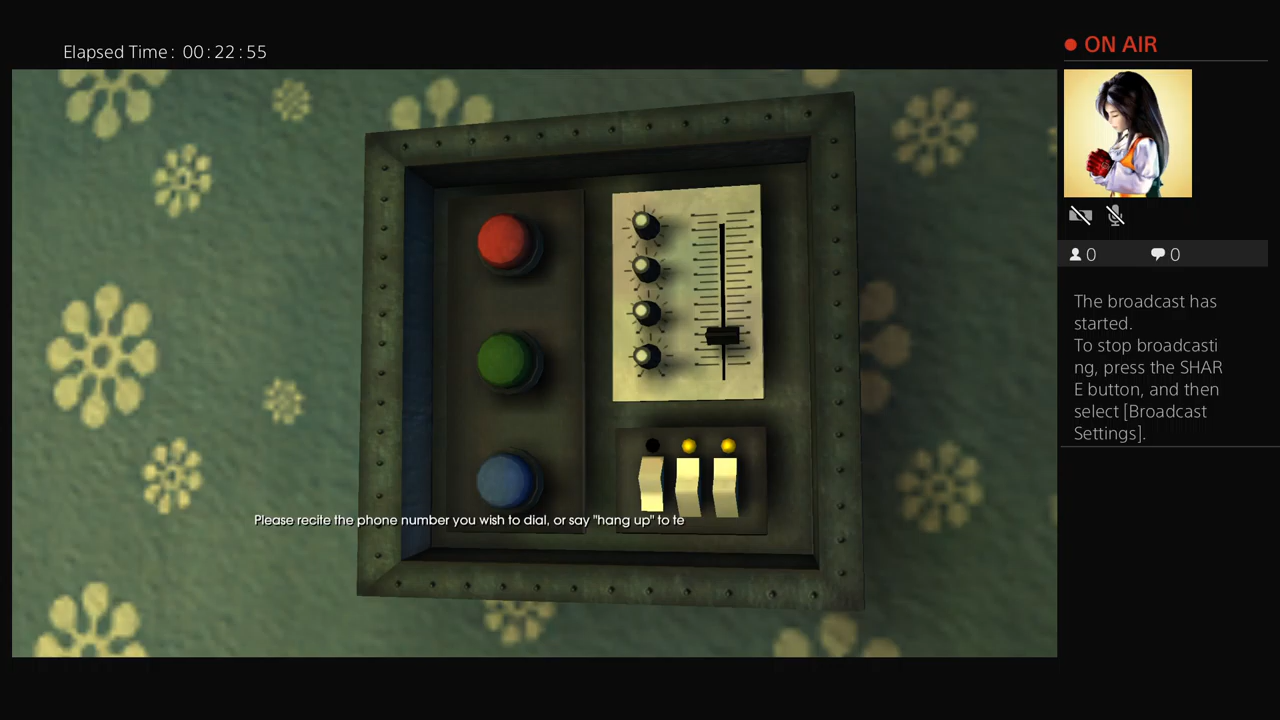 Elapsed Time: 00:22:55
ON AIR
0 0
The broadcast has
started.
To stop broadcasti
ng, press the SHAR
E button, and then
select [Broadcast
Settings].
Please recite the phone number you wish to dial, or say "hang up" to te